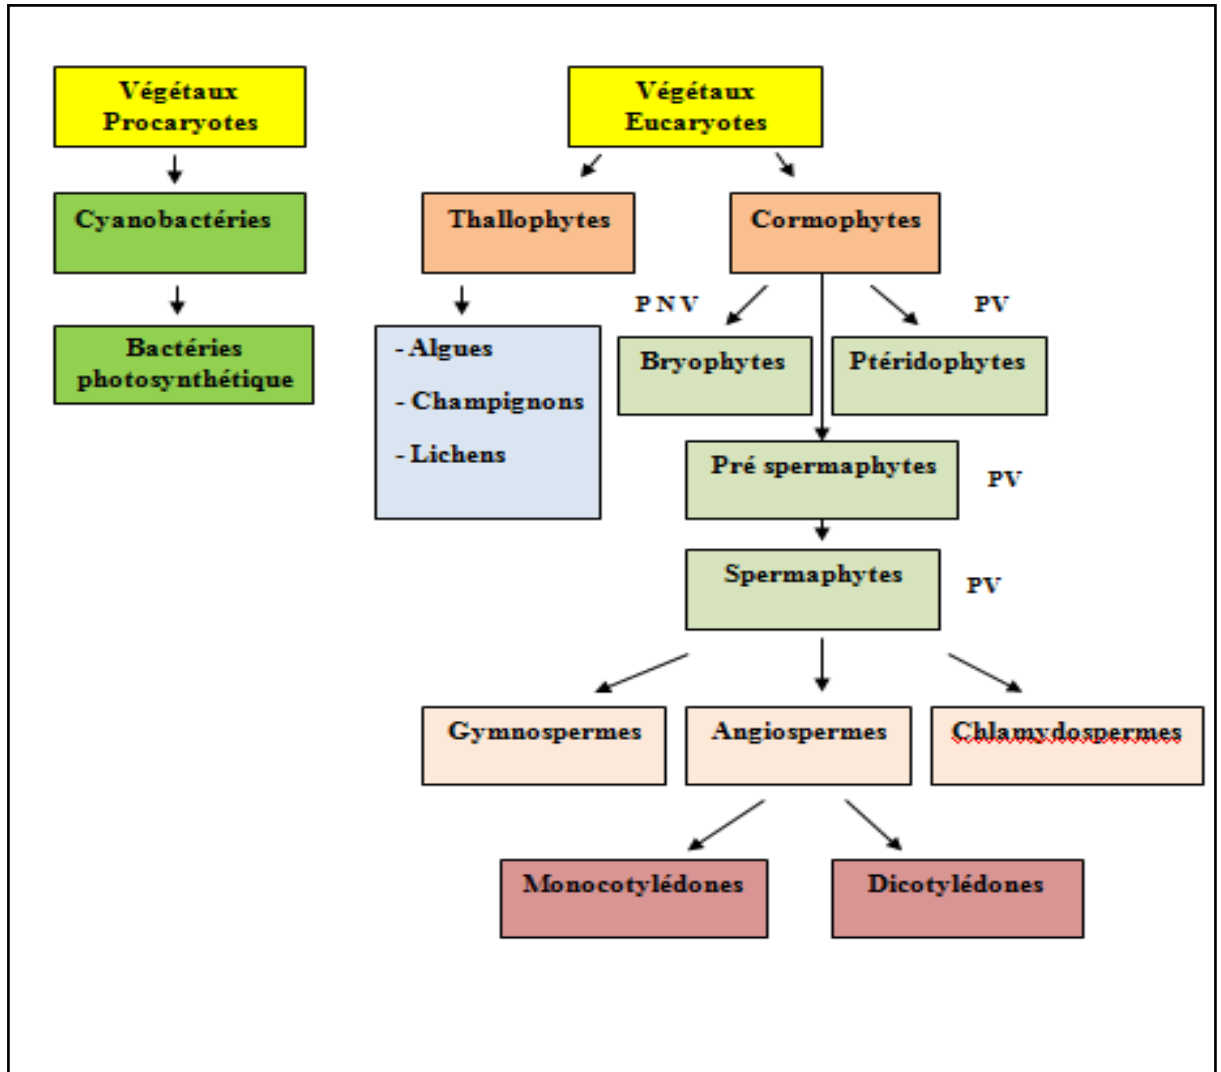 Végétaux
Procaryotes
Végétaux
Eucaryotes
Cyanobactéries
Thallophytes
Cormophytes
P N V
PV
Bactéries
photosynthétique
- Algues
- Champignons
- Lichens
Bryophytes
Ptéridophytes
Pré spermaphytes
PV
Spermaphytes
PV
Gymnospermes
Angiospermes
Chlamydospermes
Monocotylédones
Dicotylédones